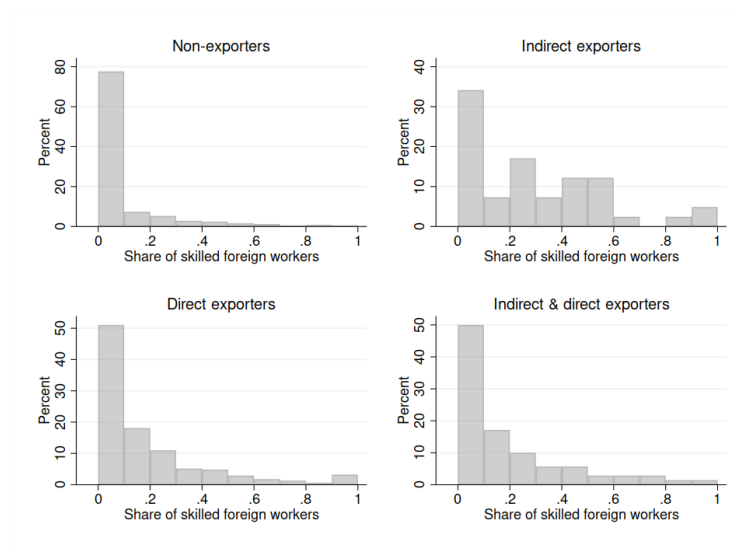 Non-exporters
Percent
80
60
40
20
0
0 .2 .4 .6 .8 1
Share of skilled foreign workers
Indirect exporters
Percent
40
30
20
10
0
0 .2 .4 .6 .8 1
Share of skilled foreign workers
Direct exporters
Percent
50
40
30
20
10
0
0 .2 .4 .6 .8 1
Share of skilled foreign workers
Indirect & direct exporters
Percent
50
40
30
20
10
0
0 .2 .4 .6 .8 1
Share of skilled foreign workers